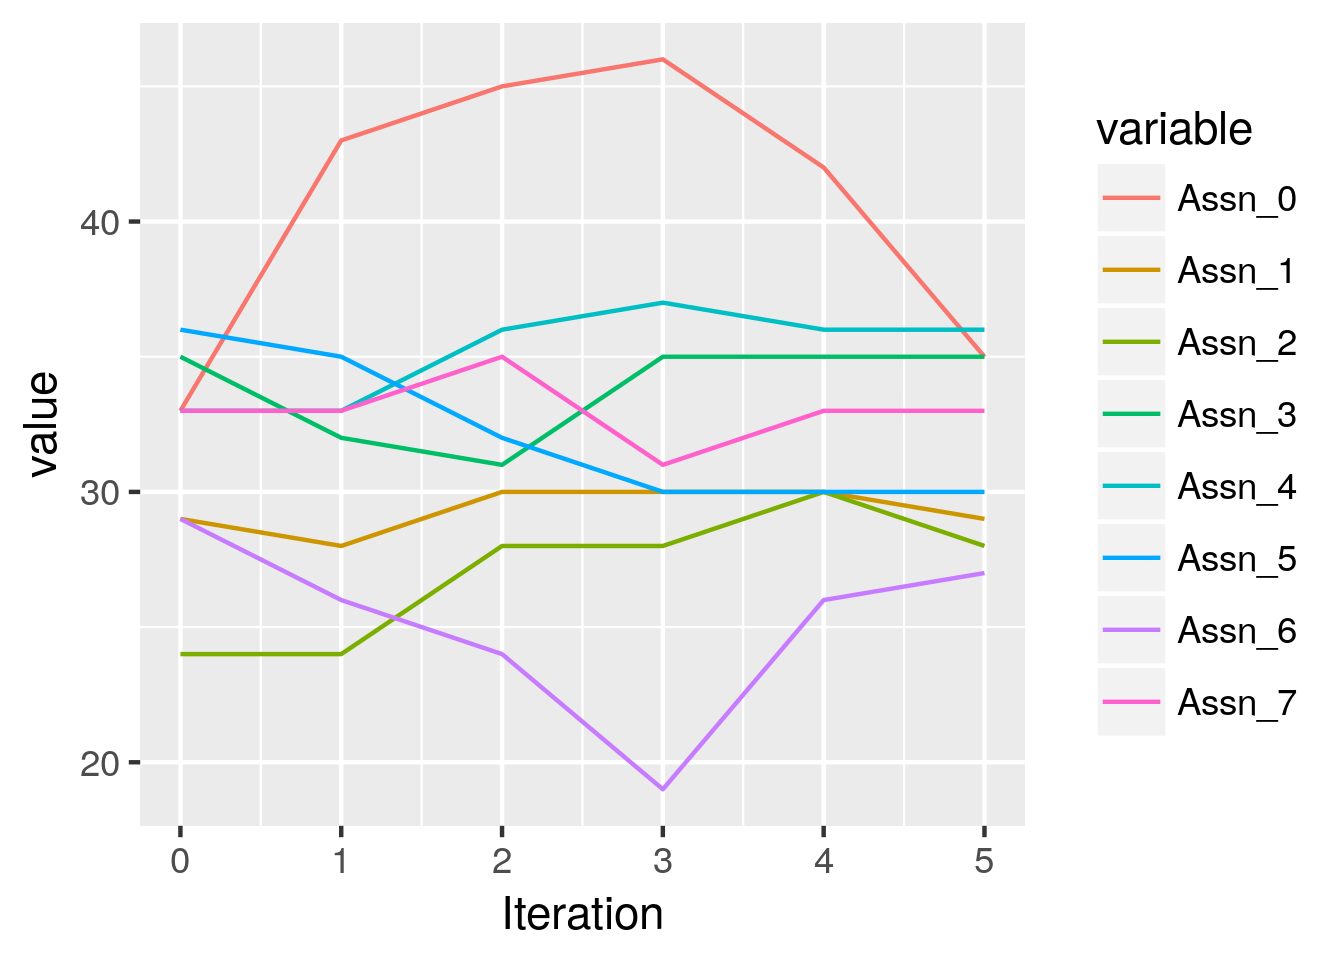 value
40
30
20
0 1 2 3 4 5
Iteration
variable
Assn_0
Assn_1
Assn_2
Assn_3
Assn_4
Assn_5
Assn_6
Assn_7